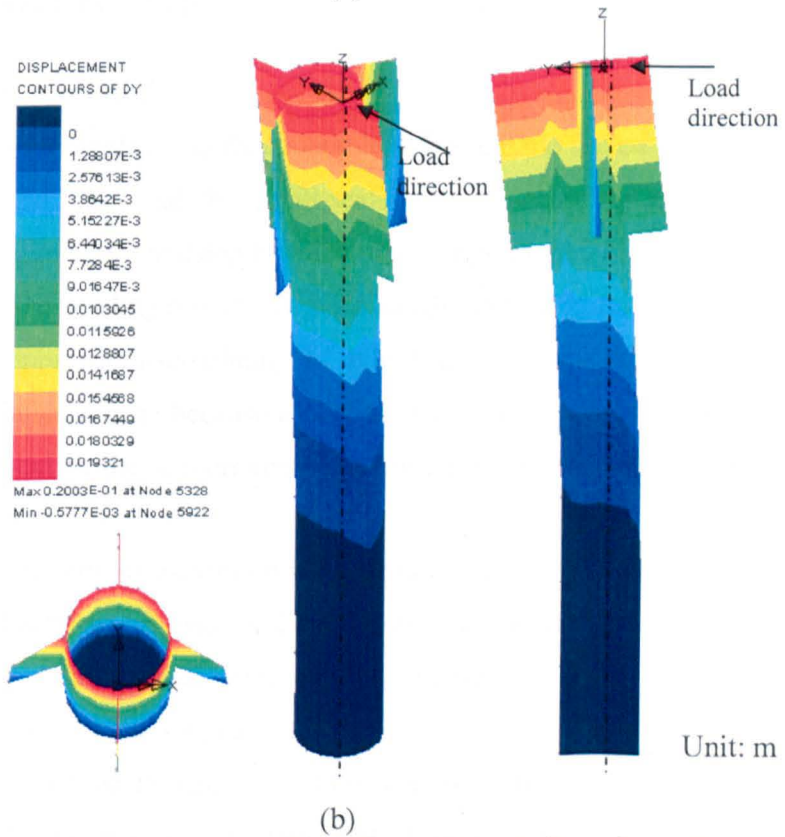 DISPLACEMENT
CONTOURS OF DY
0
1.28807E-3
2.57613E-3
3.8642E-3
5.15227E-3
6.44034E-3
7.7284E-3
9.01647E-3
0.0103045
0.0115926
0.0128807
0.0141687
0.0154568
0.0167449
0.0180329
0.019321
Max 0.2003E-01 at Node 5328
Min -0.5777E-03 at Node 5922
Z
Y
X
Load
direction
Z
Y
Load
direction
X
Unit: m
(b)